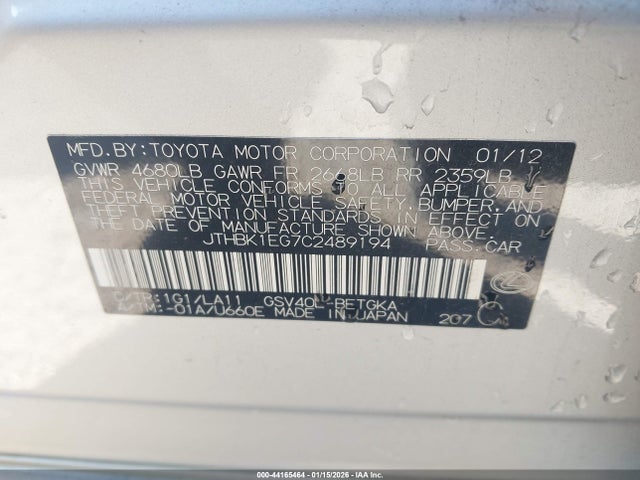 MFD.BY:TOYOTA MOTOR CORPORATION 01/12
GVWR 4680LB GAWR FR 2668LB RR 2359LB
THIS VEHICLE CONFORMS TO ALL APPLICABLE
FEDERAL MOTOR VEHICLE SAFETY,BUMPER,AND
THEFT PREVENTION STANDARDS IN EFFECT ON
THE DATE OF MANUFACTURE SHOWN ABOVE.
JTHBK1EG7C2489194 PASS.CAR
C/TR:1G1/LA11 GSV40L-BETGKA
A/TM:-01A/U660E MADE IN JAPAN 207 C
000-44165464 | 01/15/2026 - IAA Inc.